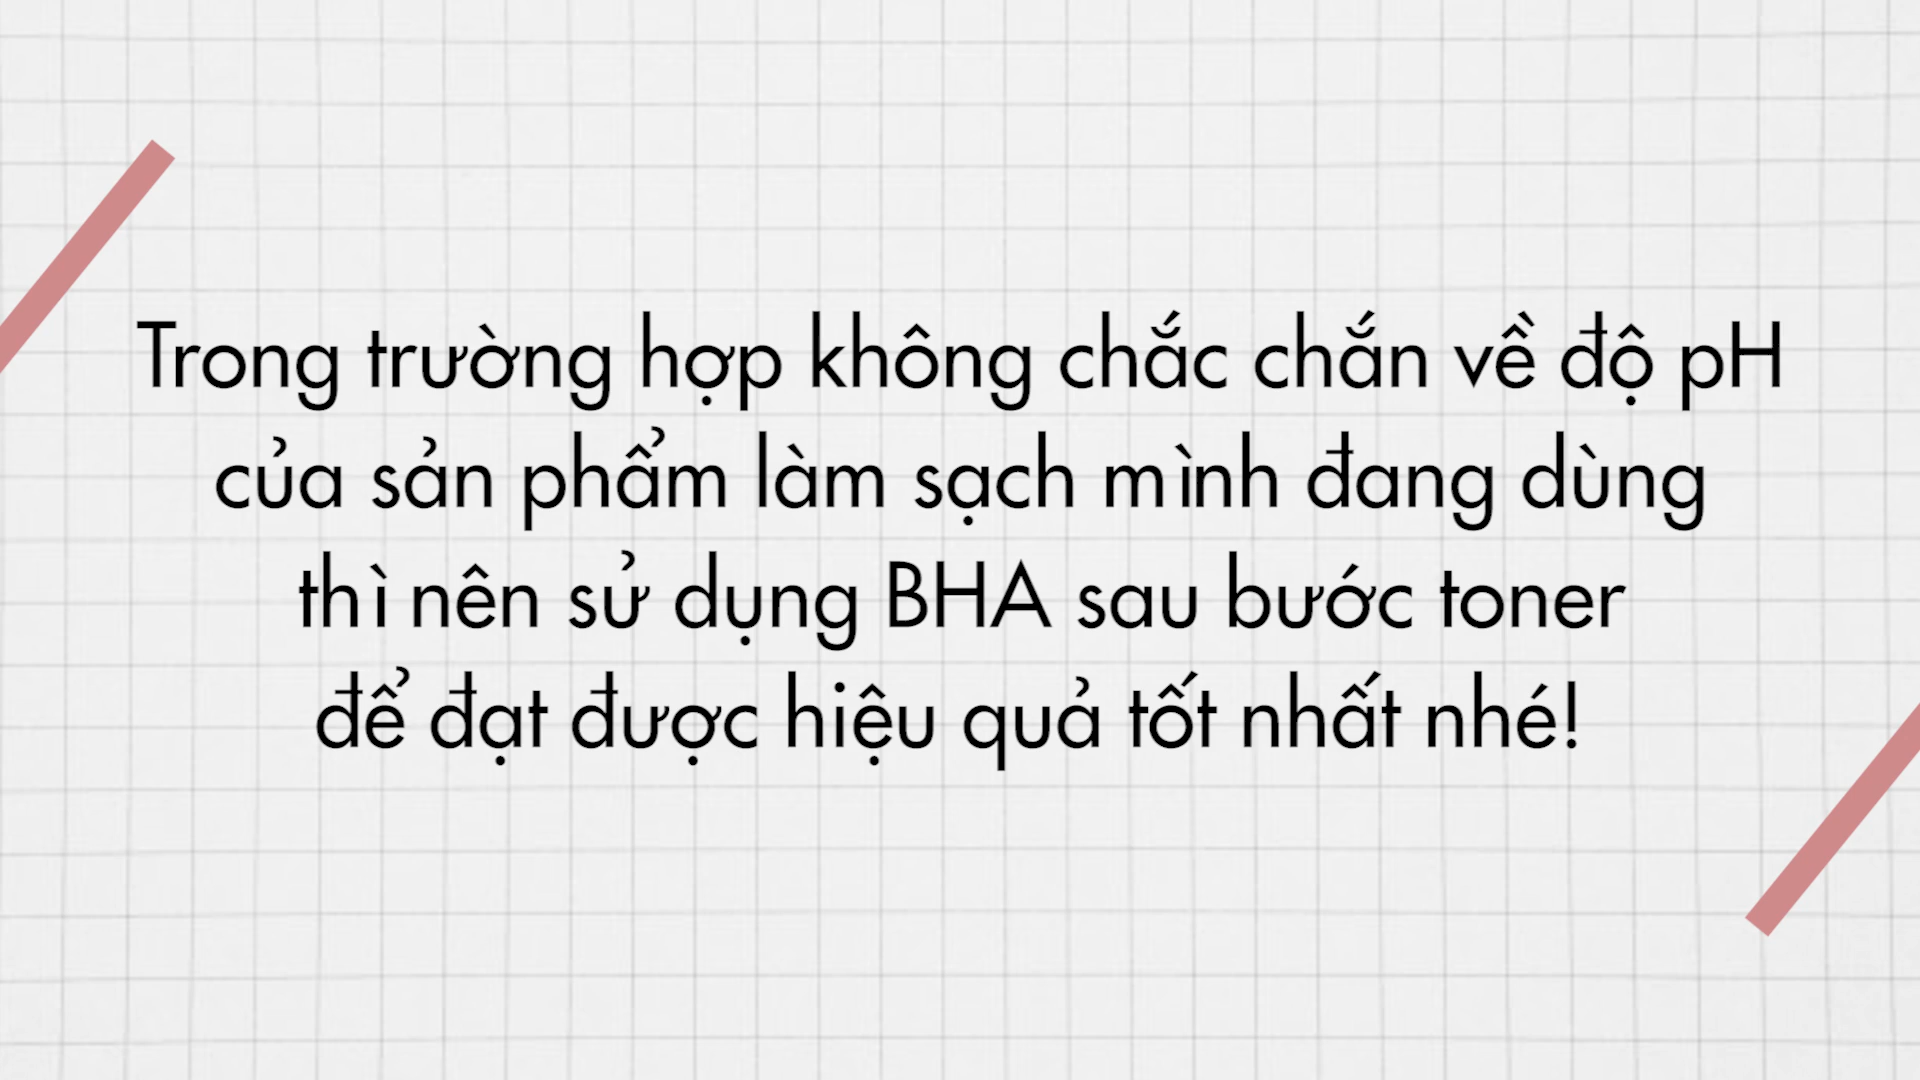 Trong trường hợp không chắc chắn về độ pH
của sản phẩm làm sạch mình đang dùng
thì nên sử dụng BHA sau bước toner
để đạt được hiệu quả tốt nhất nhé!